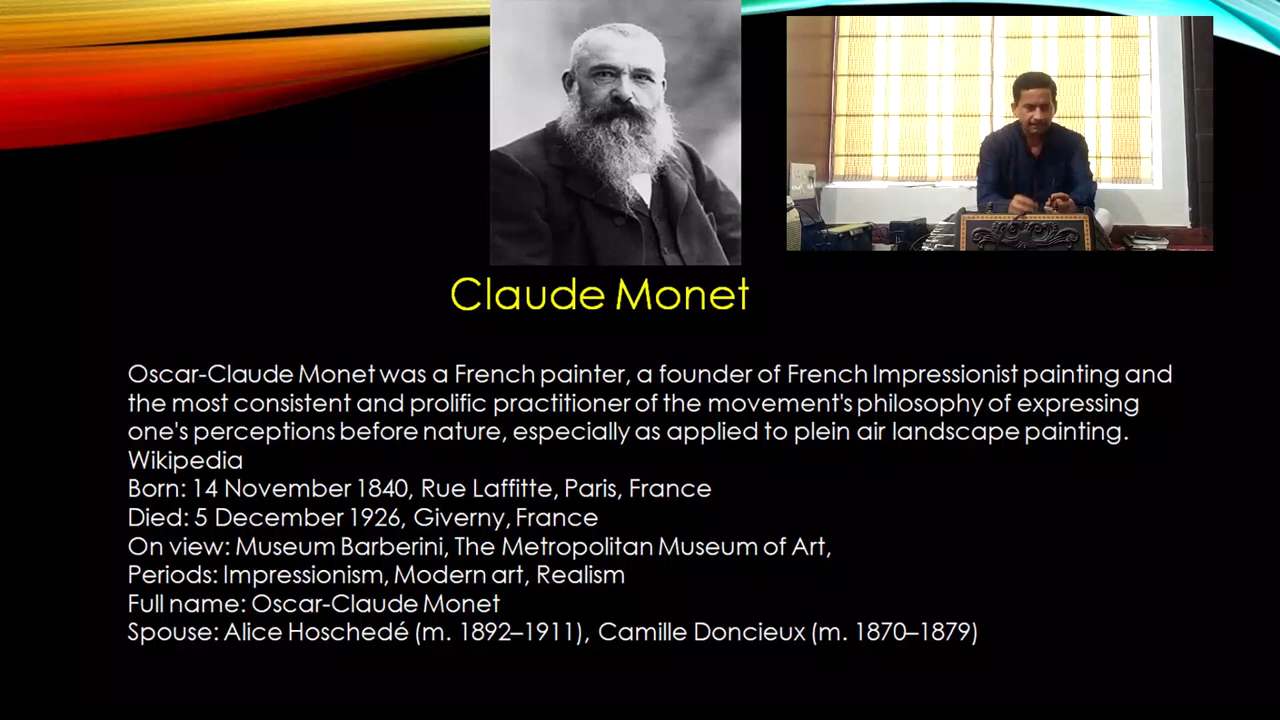 Claude Monet
Oscar-Claude Monet was a French painter, a founder of French Impressionist painting and
the most consistent and prolific practitioner of the movement's philosophy of expressing
one's perceptions before nature, especially as applied to plein air landscape painting.
Wikipedia
Born: 14 November 1840, Rue Laffitte, Paris, France
Died: 5 December 1926, Giverny, France
On view: Museum Barberini, The Metropolitan Museum of Art,
Periods: Impressionism, Modern art, Realism
Full name: Oscar-Claude Monet
Spouse: Alice Hoschedé (m. 1892–1911), Camille Doncieux (m. 1870–1879)